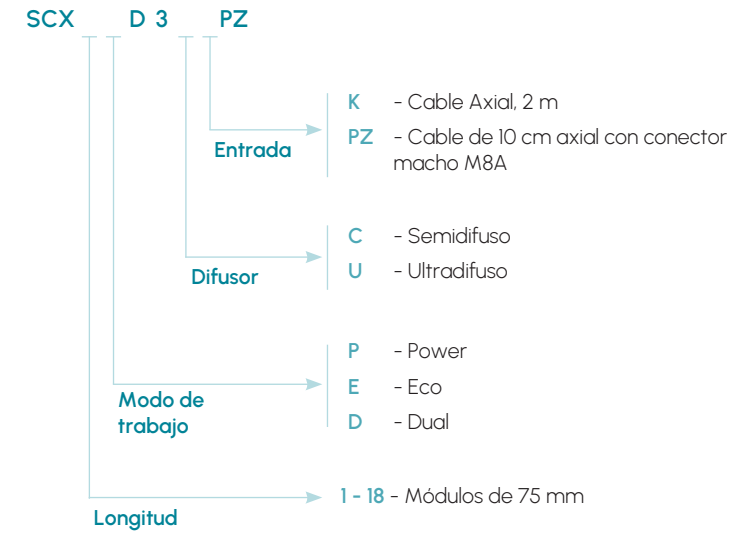 SCX D 3 PZ
K - Cable Axial, 2 m
Entrada
PZ - Cable de 10 cm axial con conector
macho M8A
C - Semidifuso
Difusor
U - Ultradifuso
P - Power
Modo de
trabajo
E - Eco
D - Dual
1 - 18 - Módulos de 75 mm
Longitud